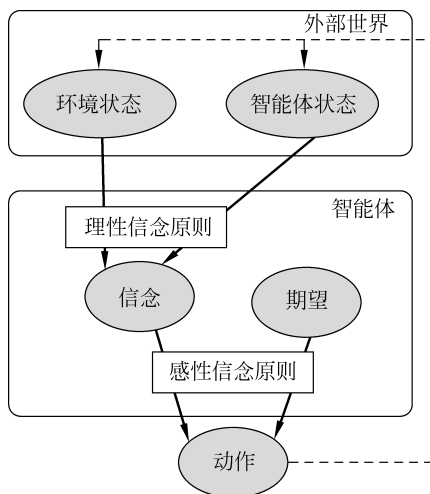 外部世界
环境状态
智能体状态
智能体
理性信念原则
信念
期望
感性信念原则
动作